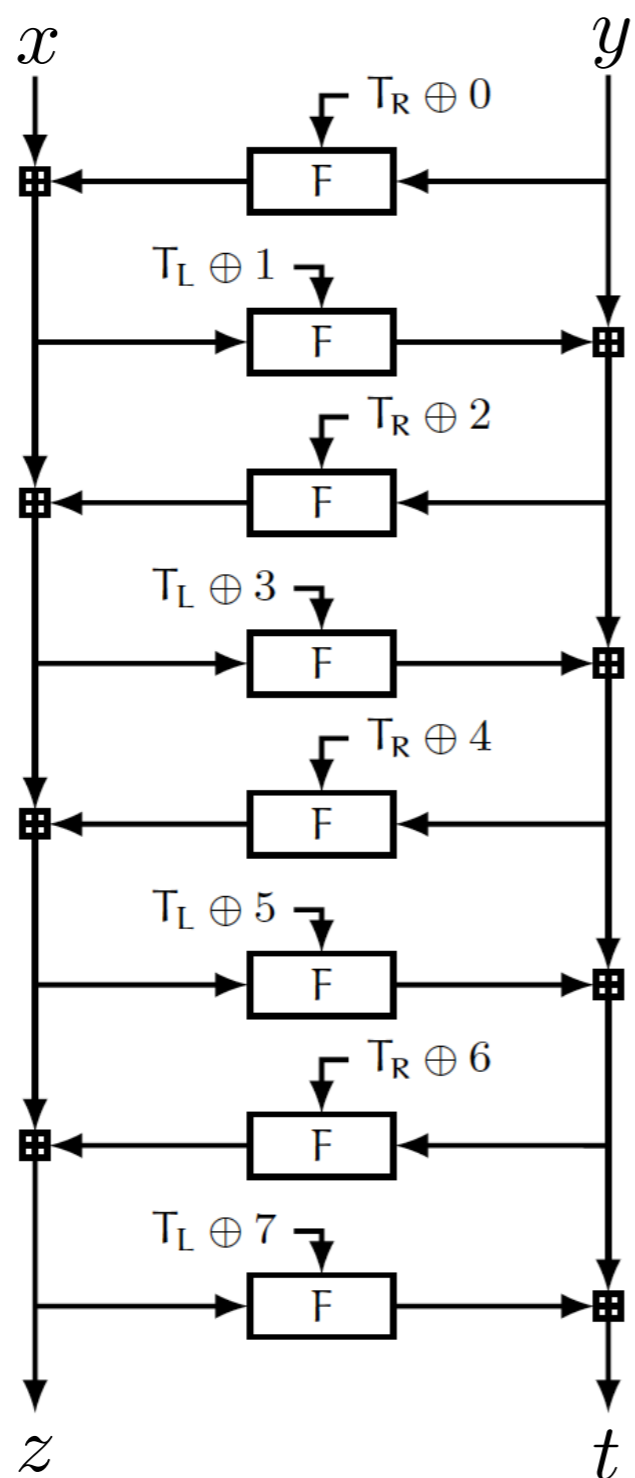 x y
T_R ⊕ 0
F
T_L ⊕ 1
F
T_R ⊕ 2
F
T_L ⊕ 3
F
T_R ⊕ 4
F
T_L ⊕ 5
F
T_R ⊕ 6
F
T_L ⊕ 7
F
z t